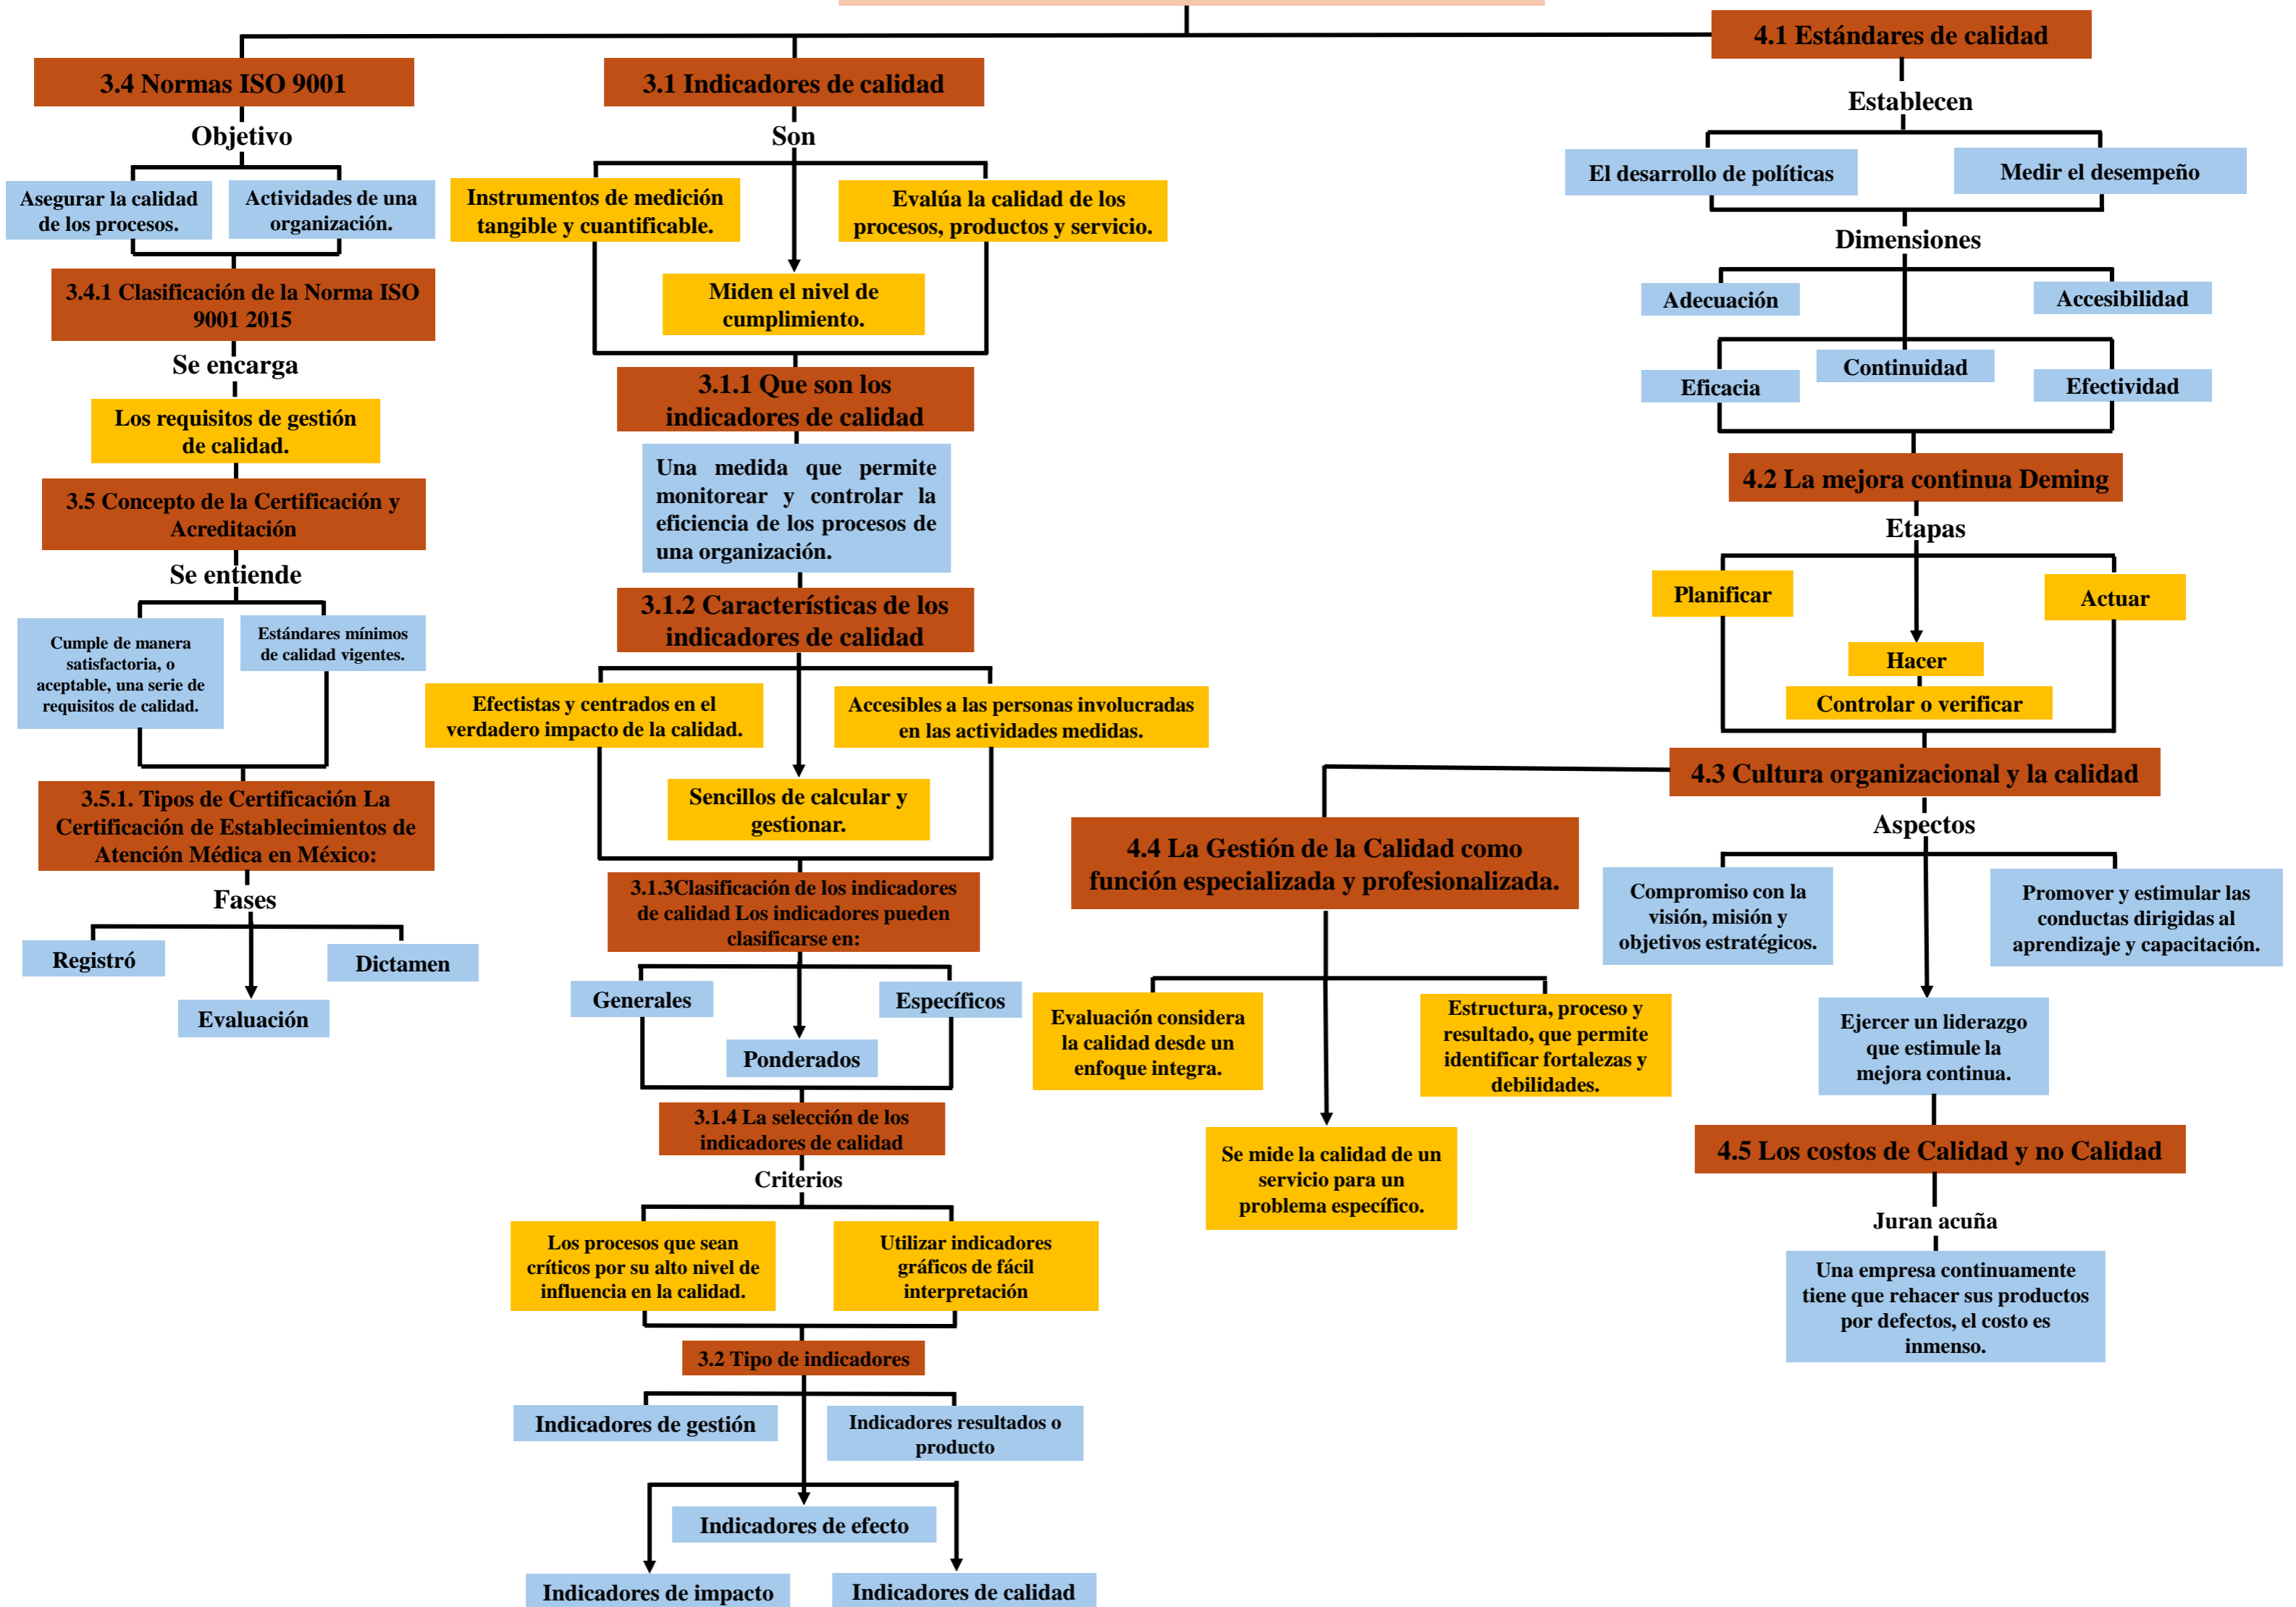 3.4 Normas ISO 9001
Objetivo
Asegurar la calidad
de los procesos.
Actividades de una
organización.
3.4.1 Clasificación de la Norma ISO
9001 2015
Se encarga
Los requisitos de gestión
de calidad.
3.5 Concepto de la Certificación y
Acreditación
Se entiende
Cumple de manera
satisfactoria, o
aceptable, una serie de
requisitos de calidad.
Estándares mínimos
de calidad vigentes.
3.5.1. Tipos de Certificación La
Certificación de Establecimientos de
Atención Médica en México:
Fases
Registró
Dictamen
Evaluación
3.1 Indicadores de calidad
Son
Instrumentos de medición
tangible y cuantificable.
Evalúa la calidad de los
procesos, productos y servicio.
Miden el nivel de
cumplimiento.
3.1.1 Que son los
indicadores de calidad
Una medida que permite
monitorear y controlar la
eficiencia de los procesos de
una organización.
3.1.2 Características de los
indicadores de calidad
Efectistas y centrados en el
verdadero impacto de la calidad.
Accesibles a las personas involucradas
en las actividades medidas.
Sencillos de calcular y
gestionar.
3.1.3Clasificación de los indicadores
de calidad Los indicadores pueden
clasificarse en:
Generales
Específicos
Ponderados
3.1.4 La selección de los
indicadores de calidad
Criterios
Los procesos que sean
críticos por su alto nivel de
influencia en la calidad.
Utilizar indicadores
gráficos de fácil
interpretación
3.2 Tipo de indicadores
Indicadores de gestión
Indicadores resultados o
producto
Indicadores de efecto
Indicadores de impacto
Indicadores de calidad
4.1 Estándares de calidad
Establecen
El desarrollo de políticas
Medir el desempeño
Dimensiones
Adecuación
Accesibilidad
Continuidad
Eficacia
Efectividad
4.2 La mejora continua Deming
Etapas
Planificar
Actuar
Hacer
Controlar o verificar
4.3 Cultura organizacional y la calidad
Aspectos
Compromiso con la
visión, misión y
objetivos estratégicos.
Promover y estimular las
conductas dirigidas al
aprendizaje y capacitación.
Ejercer un liderazgo
que estimule la
mejora continua.
4.4 La Gestión de la Calidad como
función especializada y profesionalizada.
Evaluación considera
la calidad desde un
enfoque integra.
Estructura, proceso y
resultado, que permite
identificar fortalezas y
debilidades.
Se mide la calidad de un
servicio para un
problema específico.
4.5 Los costos de Calidad y no Calidad
Juran acuña
Una empresa continuamente
tiene que rehacer sus productos
por defectos, el costo es
inmenso.